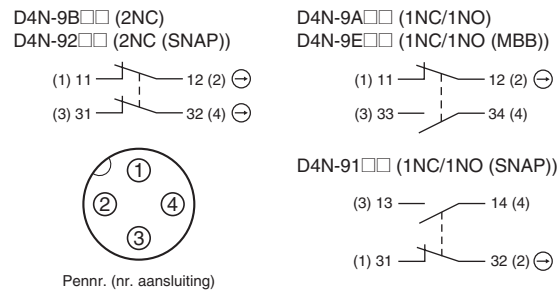 D4N-9B□□ (2NC)
D4N-92□□ (2NC (SNAP))
(1) 11 12 (2)
(3) 31 32 (4)
1
2 4
3
Pennr. (nr. aansluiting)
D4N-9A□□ (1NC/1NO)
D4N-9E□□ (1NC/1NO (MBB))
(1) 11 12 (2)
(3) 33 34 (4)
D4N-91□□ (1NC/1NO (SNAP))
(3) 13 14 (4)
(1) 31 32 (2)